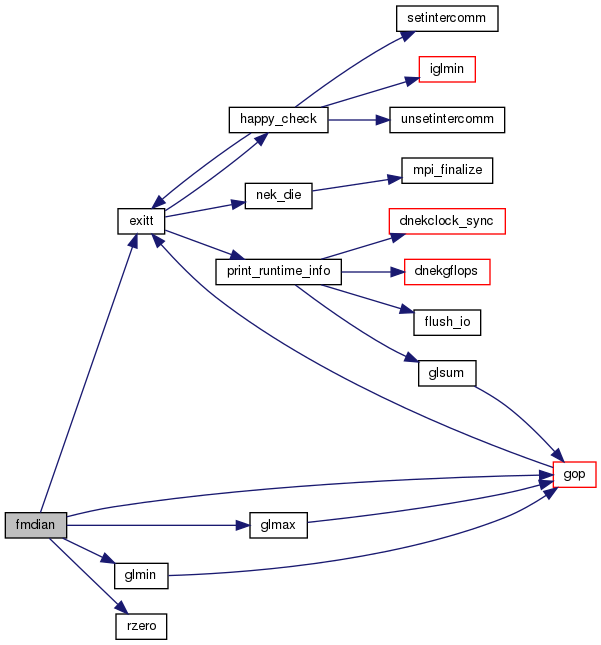 setintercomm
iglmin
happy_check
unsetintercomm
mpi_finalize
nek_die
exitt
dnekclock_sync
print_runtime_info
dnekgflops
flush_io
glsum
gop
fmdian
glmax
glmin
rzero